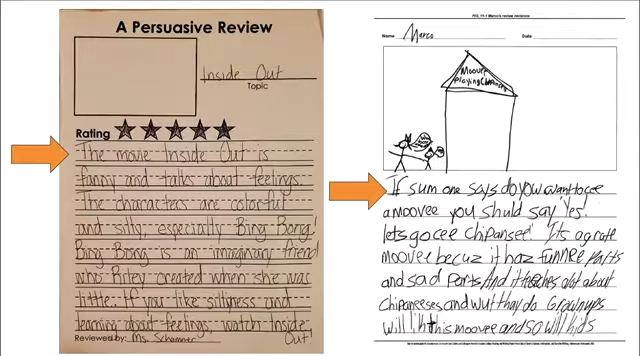 A Persuasive Review
Inside Out
Topic
Rating
The movie Inside Out is
funny and talks about feelings.
The characters are colorful
and silly, especially Bing Bong!
Bing Bong is an imaginary friend
who Riley created when she was
little. If you like sillyness and
learning about feelings, watch Inside
Out!
Reviewed by: Ms. Schammer
Name Marco Date
Moovee
playing Chipansee
If sum one says do you want to cee
a moovee you shuld say Yes!
lets go cee Chipansee! Its a grate
moovee becuz it haz funnee parts
and sad parts And it teaches alot about
chipaneeses and wut thay do Grownups
will lik this moovee and so will kids